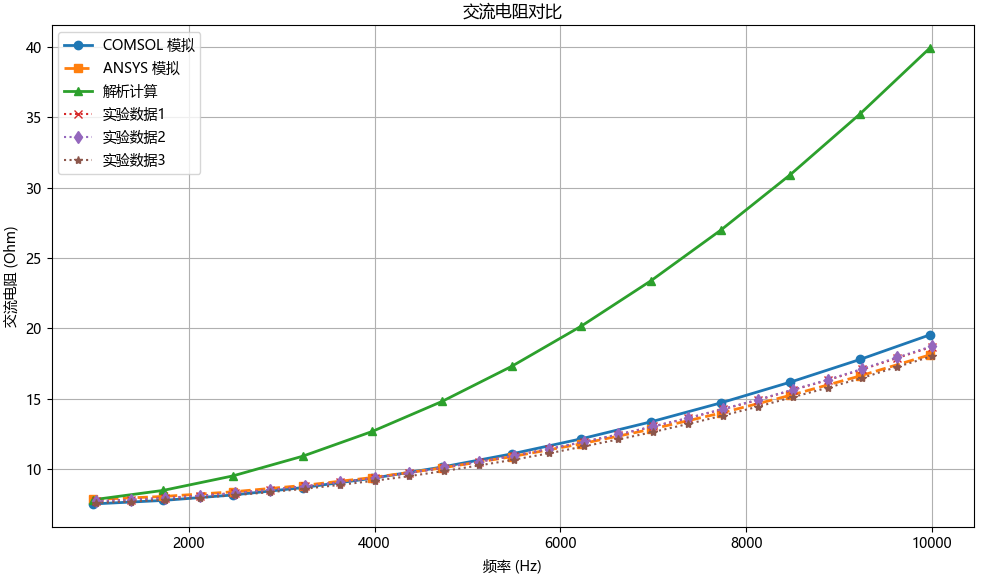 交流电阻对比
COMSOL 模拟
ANSYS 模拟
解析计算
实验数据1
实验数据2
实验数据3
交流电阻 (Ohm)
40
35
30
25
20
15
10
2000
4000
6000
8000
10000
频率 (Hz)